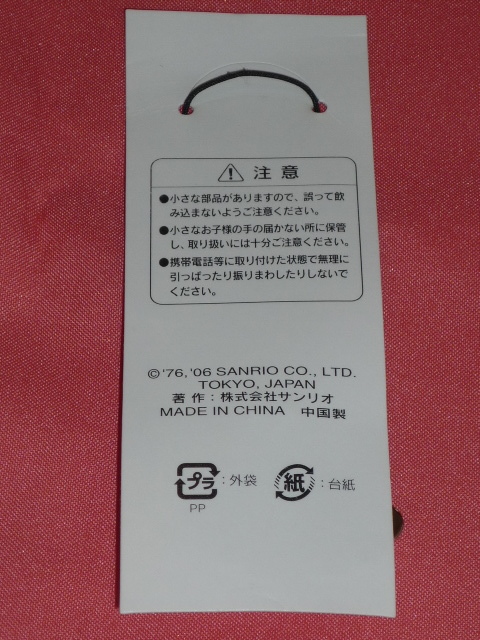 注意
●小さな部品がありますので、誤って飲
み込まないようご注意ください。
●小さなお子様の手の届かない所に保管
し、取り扱いには十分ご注意ください。
●携帯電話等に取り付けた状態で無理に
引っぱったり振りまわしたりしないで
ください。
©'76,'06 SANRIO CO., LTD.
TOKYO, JAPAN
著作：株式会社サンリオ
MADE IN CHINA 中国製
プラ：外袋 紙：台紙
PP